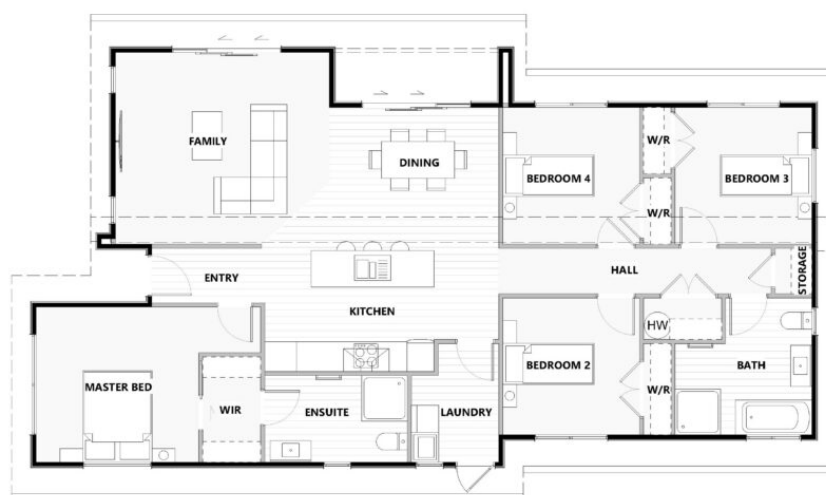 FAMILY
DINING
W/R
BEDROOM 4
BEDROOM 3
W/R
ENTRY
HALL
STORAGE
KITCHEN
HW
MASTER BED
WIR
ENSUITE
LAUNDRY
BEDROOM 2
W/R
BATH